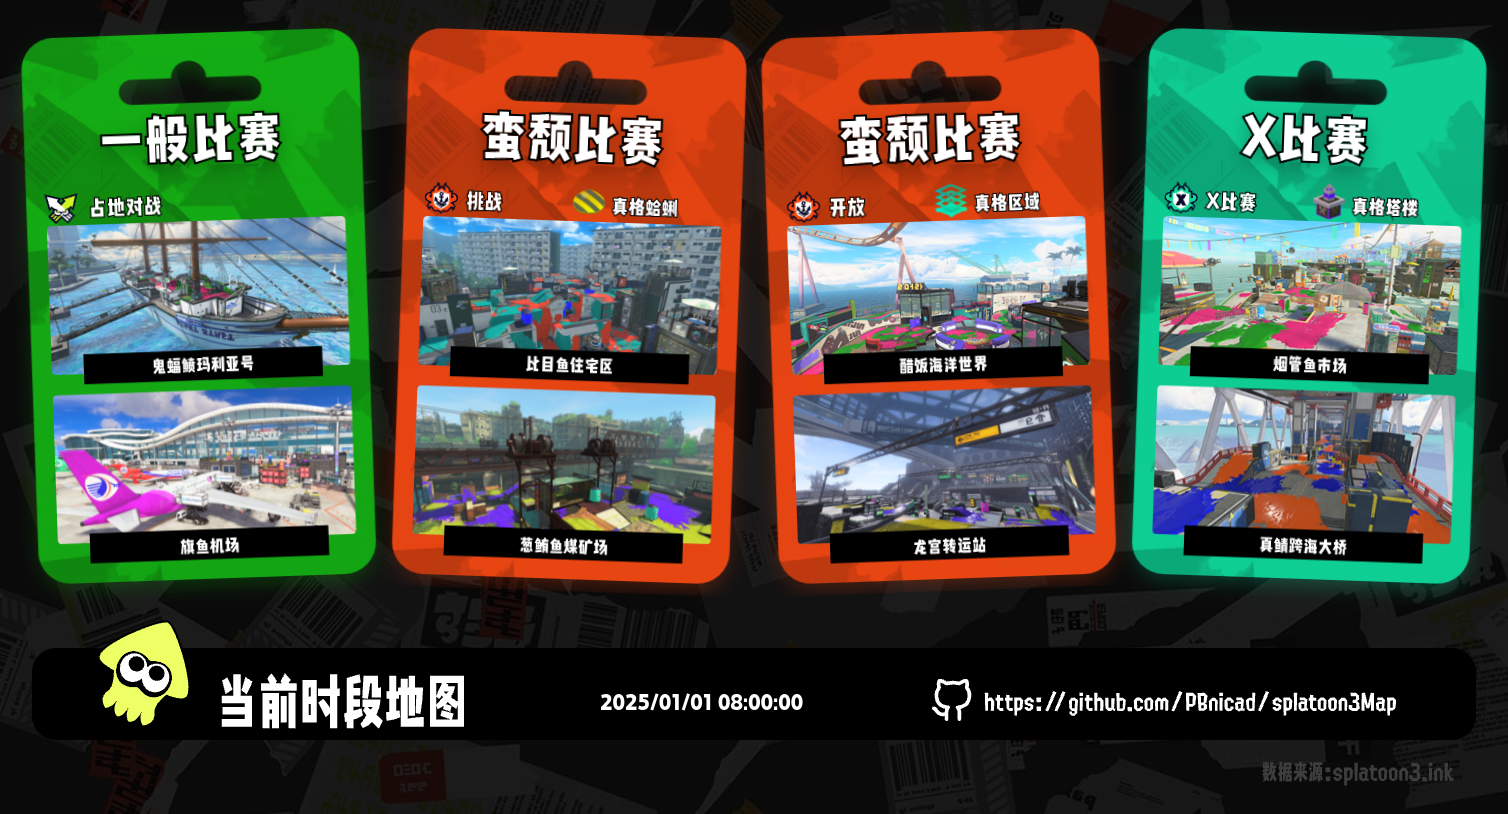 一般比赛
占地对战
鬼蝠鲼玛利亚号
旗鱼机场
蛮颓比赛
挑战
真格蛤蜊
比目鱼住宅区
葱鲔鱼煤矿场
蛮颓比赛
开放
真格区域
醋饭海洋世界
龙宫转运站
X比赛
X比赛
真格塔楼
烟管鱼市场
真鲭跨海大桥
当前时段地图
2025/01/01 08:00:00
https://github.com/PBnicad/splatoon3Map
数据来源:splatoon3.ink